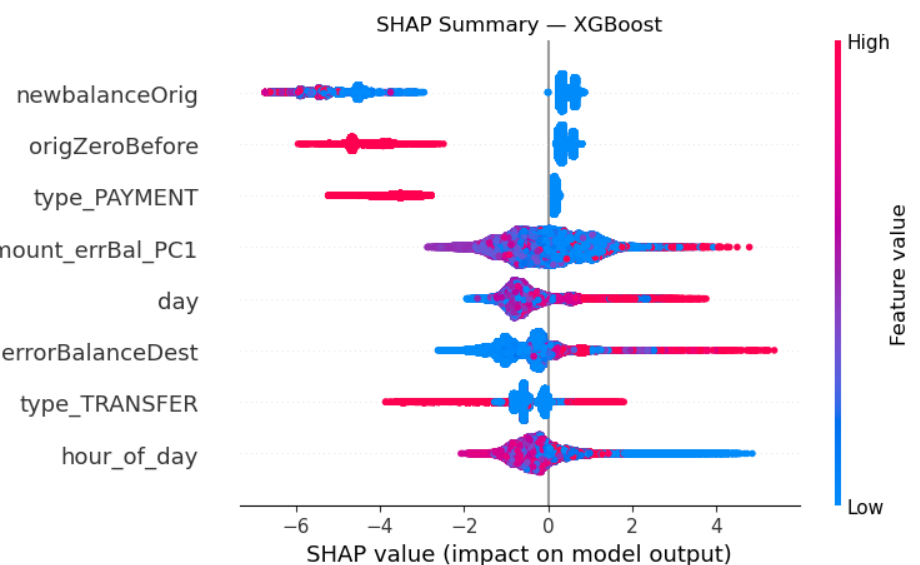 SHAP Summary — XGBoost
High
newbalanceOrig
origZeroBefore
type_PAYMENT
mount_errBal_PC1
day
errorBalanceDest
type_TRANSFER
hour_of_day
Feature value
Low
−6 −4 −2 0 2 4
SHAP value (impact on model output)